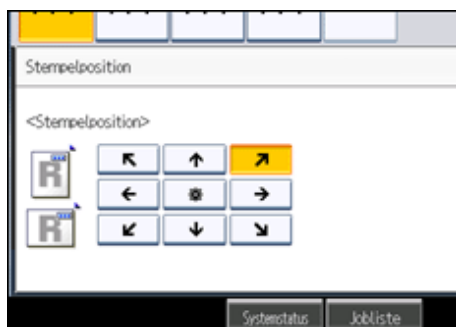 Stempelposition
<Stempelposition>
R
R
Systemstatus
Jobliste